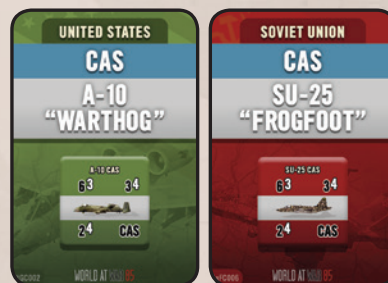 UNITED STATES
CAS
A-10
“WARTHOG”
A-10 CAS
6³ 3⁴
2⁴ CAS
WORLD AT WAR 85
SOVIET UNION
CAS
SU-25
“FROGFOOT”
SU-25 CAS
6³ 3⁴
2⁴ CAS
WORLD AT WAR 85